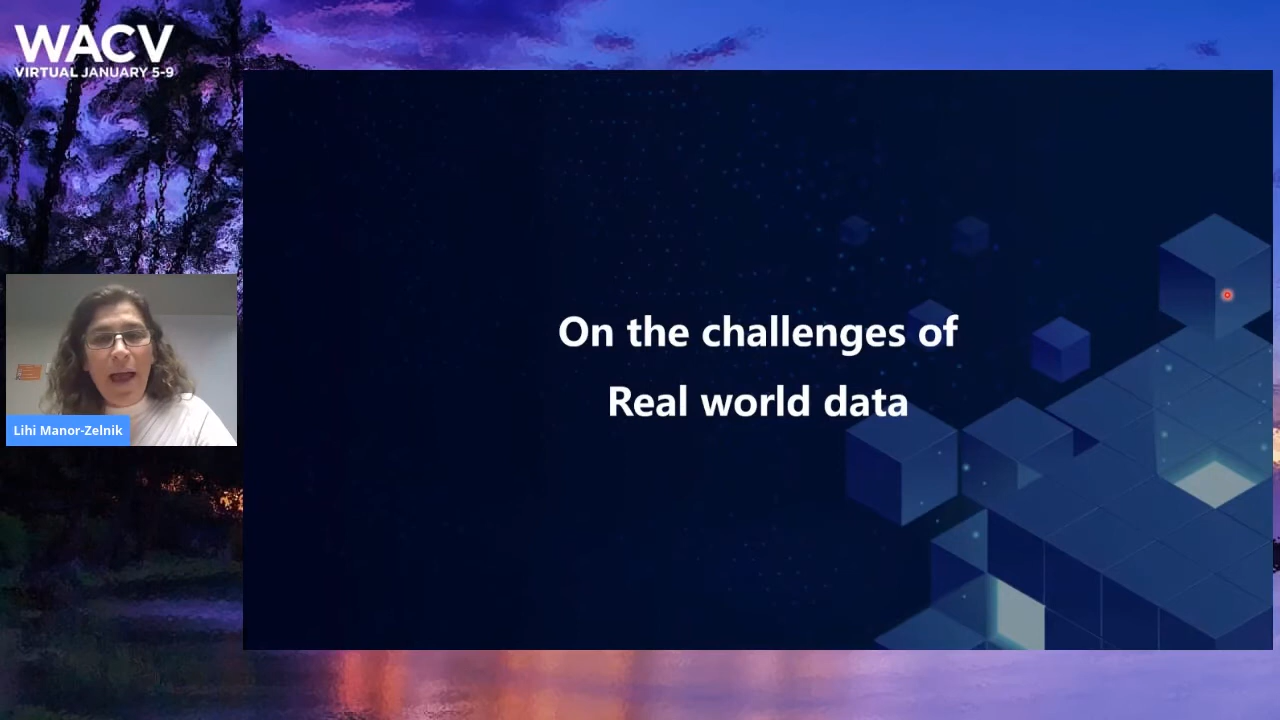 WACV
VIRTUAL JANUARY 5-9
On the challenges of
Real world data
Lihi Manor-Zelnik